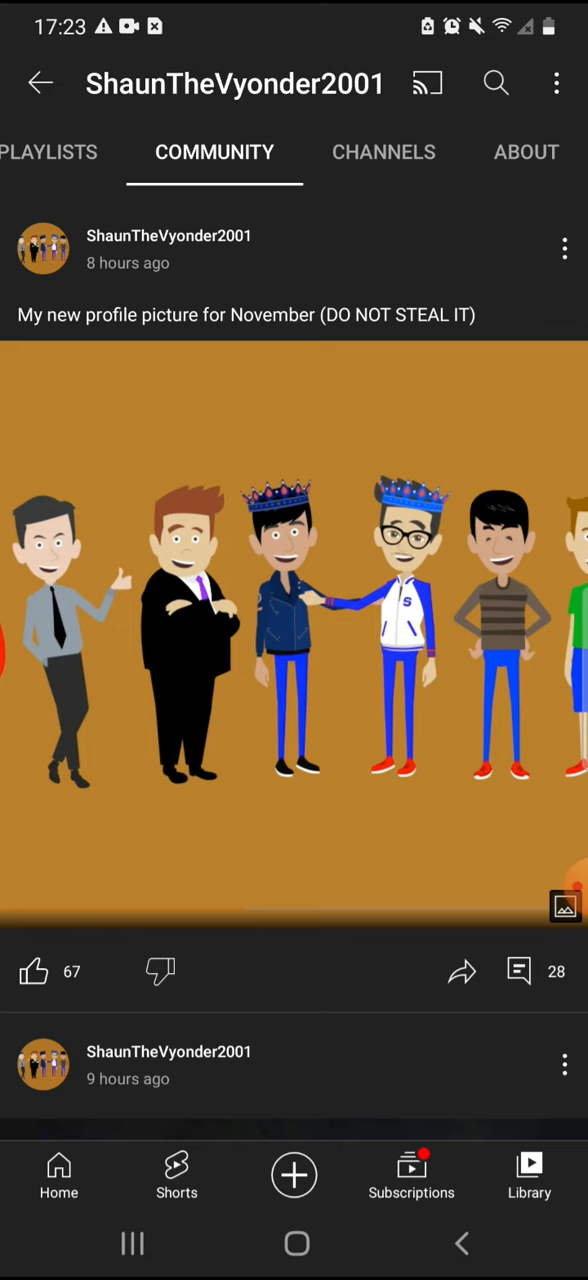 17:23
ShaunTheVyonder2001
PLAYLISTS COMMUNITY CHANNELS ABOUT
ShaunTheVyonder2001
8 hours ago
My new profile picture for November (DO NOT STEAL IT)
S
67 28
ShaunTheVyonder2001
9 hours ago
Home Shorts Subscriptions Library